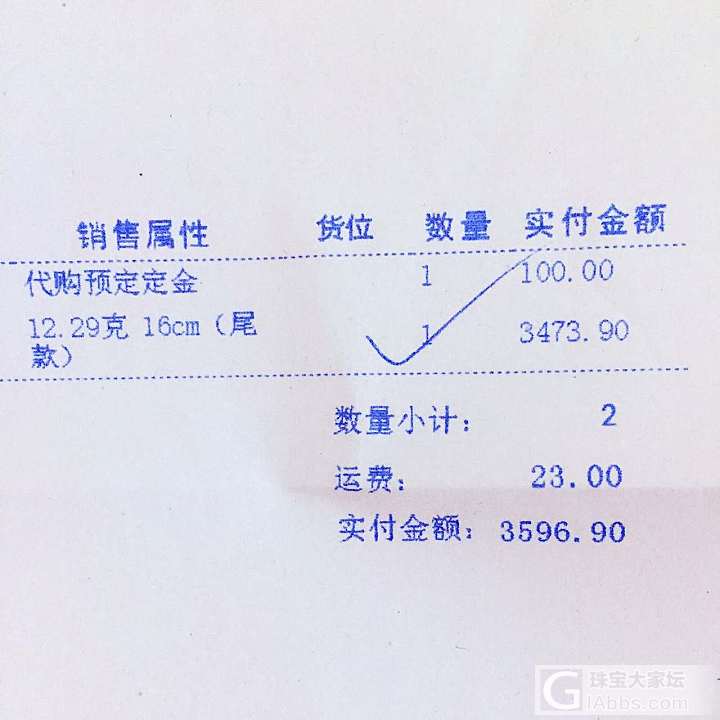 销售属性 货位 数量 实付金额
代购预定定金 1 100.00
12.29克 16cm（尾 1 3473.90
款）
数量小计： 2
运费： 23.00
实付金额： 3596.90
G 珠宝大家坛
GIAbbs.com